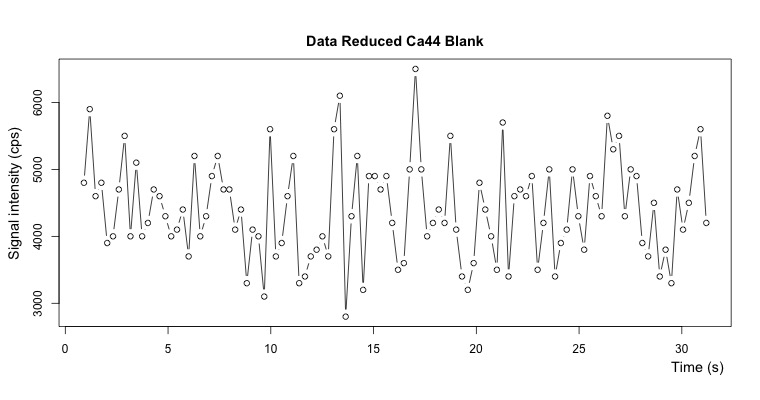 Data Reduced Ca44 Blank
Signal intensity (cps)
6000
5000
4000
3000
0 5 10 15 20 25 30
Time (s)